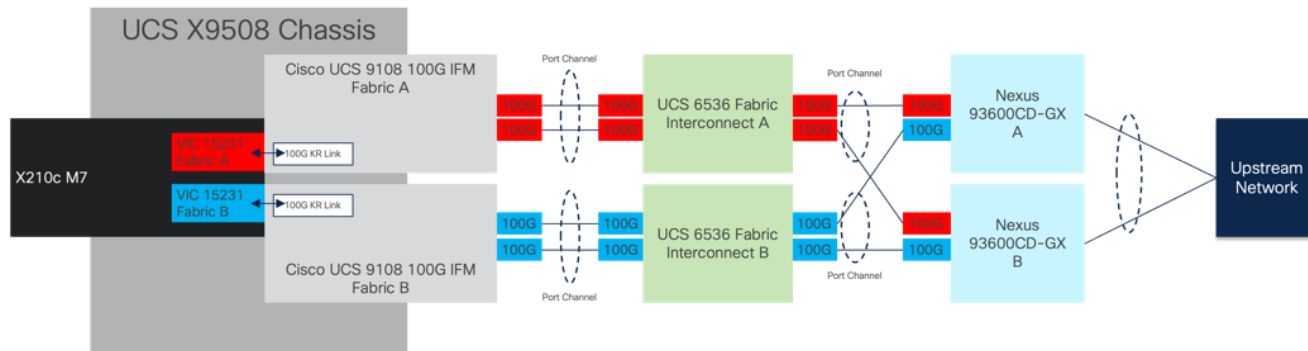 UCS X9508 Chassis
Cisco UCS 9108 100G IFM
Fabric A
X210c M7
VIC 15231
Fabric A
100G KR Link
VIC 15231
Fabric B
100G KR Link
Cisco UCS 9108 100G IFM
Fabric B
Port Channel
100G
100G
100G
100G
100G
100G
100G
100G
Port Channel
UCS 6536 Fabric
Interconnect A
UCS 6536 Fabric
Interconnect B
Port Channel
100G
100G
100G
100G
100G
100G
100G
100G
Port Channel
Nexus
93600CD-GX
A
Nexus
93600CD-GX
B
Upstream
Network